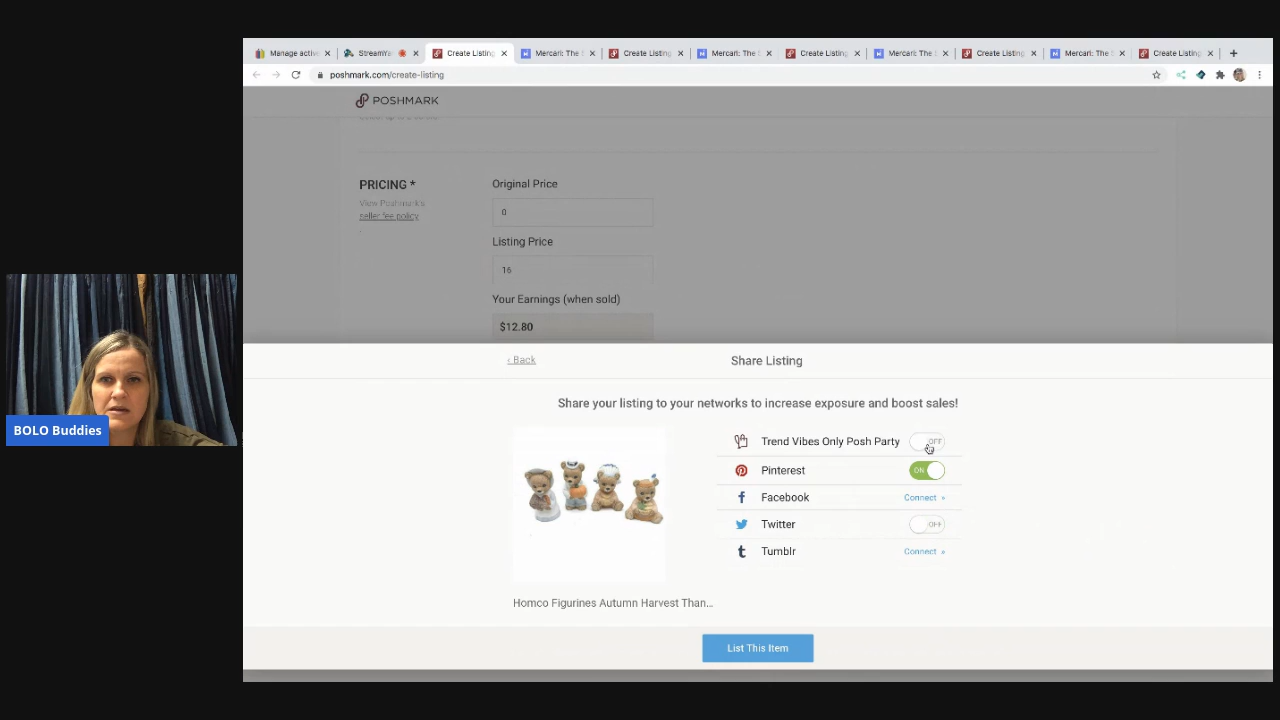 Manage active
StreamYa
Create Listing
Mercari: The S
Create Listing
Mercari: The S
Create Listing
Mercari: The S
Create Listing
Mercari: The S
Create Listing
poshmark.com/create-listing
POSHMARK
PRICING *
View Poshmark's
seller fee policy
.
Original Price
0
Listing Price
16
Your Earnings (when sold)
$12.80
‹ Back
Share Listing
Share your listing to your networks to increase exposure and boost sales!
Trend Vibes Only Posh Party
OFF
Pinterest
ON
Facebook
Connect »
Twitter
OFF
Tumblr
Connect »
Homco Figurines Autumn Harvest Than...
List This Item
BOLO Buddies